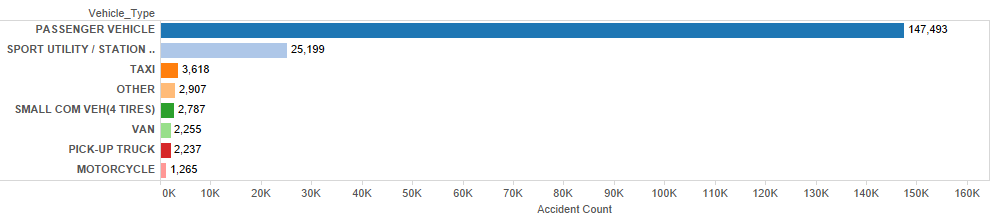 Vehicle_Type
PASSENGER VEHICLE 147,493
SPORT UTILITY / STATION .. 25,199
TAXI 3,618
OTHER 2,907
SMALL COM VEH(4 TIRES) 2,787
VAN 2,255
PICK-UP TRUCK 2,237
MOTORCYCLE 1,265
0K 10K 20K 30K 40K 50K 60K 70K 80K 90K 100K 110K 120K 130K 140K 150K 160K
Accident Count